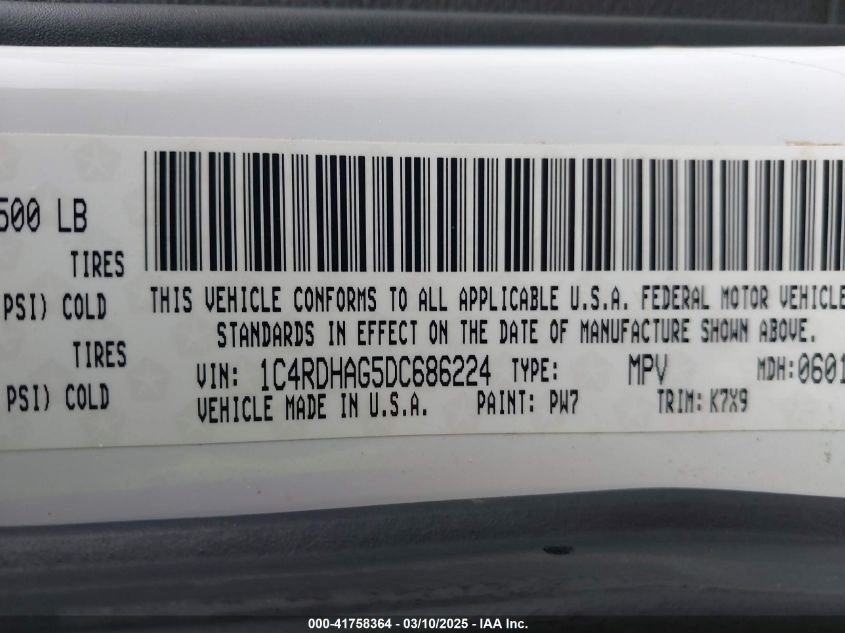 500 LB
TIRES
PSI) COLD
TIRES
PSI) COLD
THIS VEHICLE CONFORMS TO ALL APPLICABLE U.S.A. FEDERAL MOTOR VEHICLE
STANDARDS IN EFFECT ON THE DATE OF MANUFACTURE SHOWN ABOVE.
VIN: 1C4RDHAG5DC686224 TYPE: MPV MDH:0601
VEHICLE MADE IN U.S.A. PAINT: PW7 TRIM: K7X9
000-41758364 - 03/10/2025 - IAA Inc.